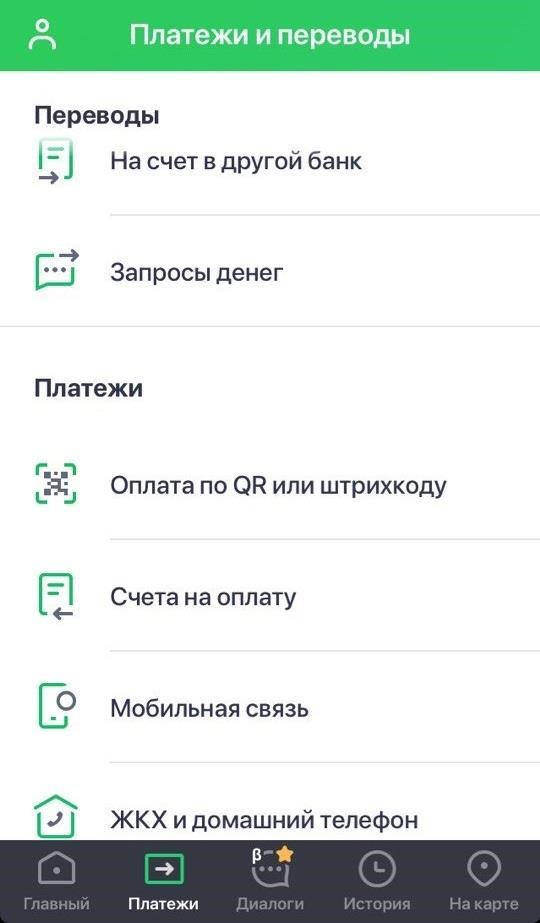 Платежи и переводы
Переводы
На счет в другой банк
Запросы денег
Платежи
Оплата по QR или штрихкоду
Счета на оплату
Мобильная связь
ЖКХ и домашний телефон
β
Главный Платежи Диалоги История На карте